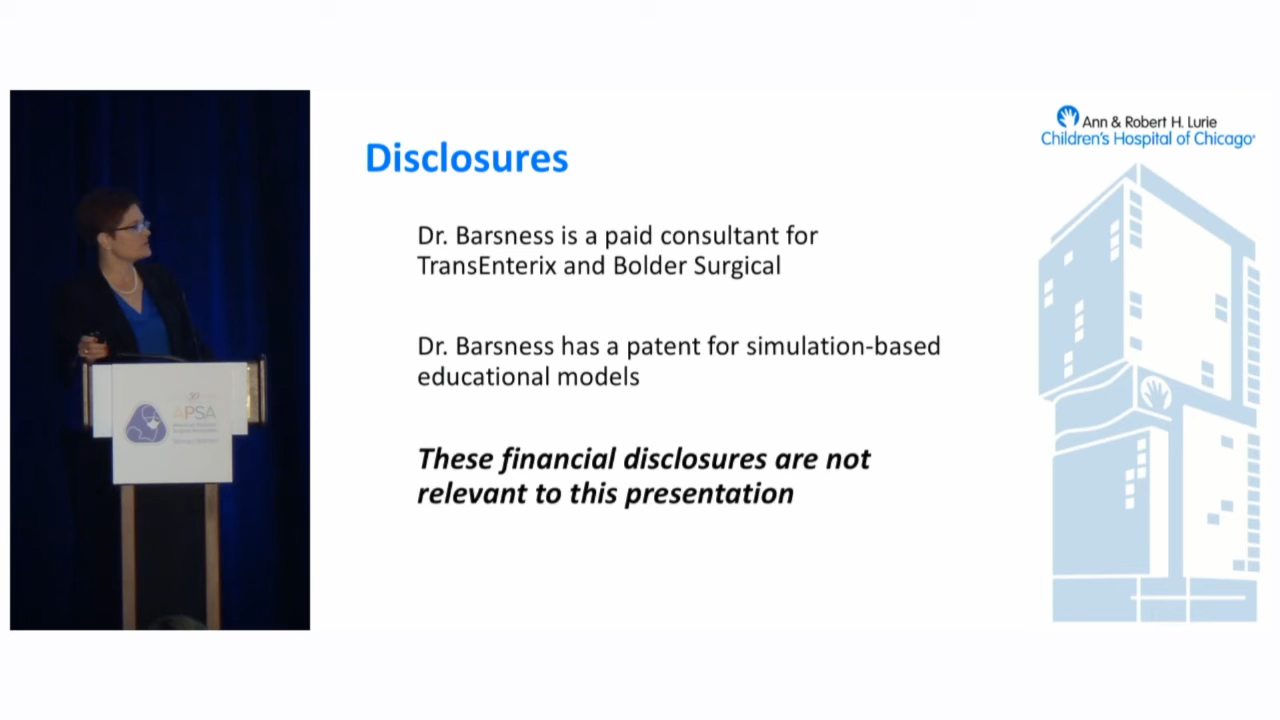 Ann & Robert H. Lurie
Children's Hospital of Chicago
Disclosures
Dr. Barsness is a paid consultant for
TransEnterix and Bolder Surgical
Dr. Barsness has a patent for simulation-based
educational models
These financial disclosures are not
relevant to this presentation
APSA